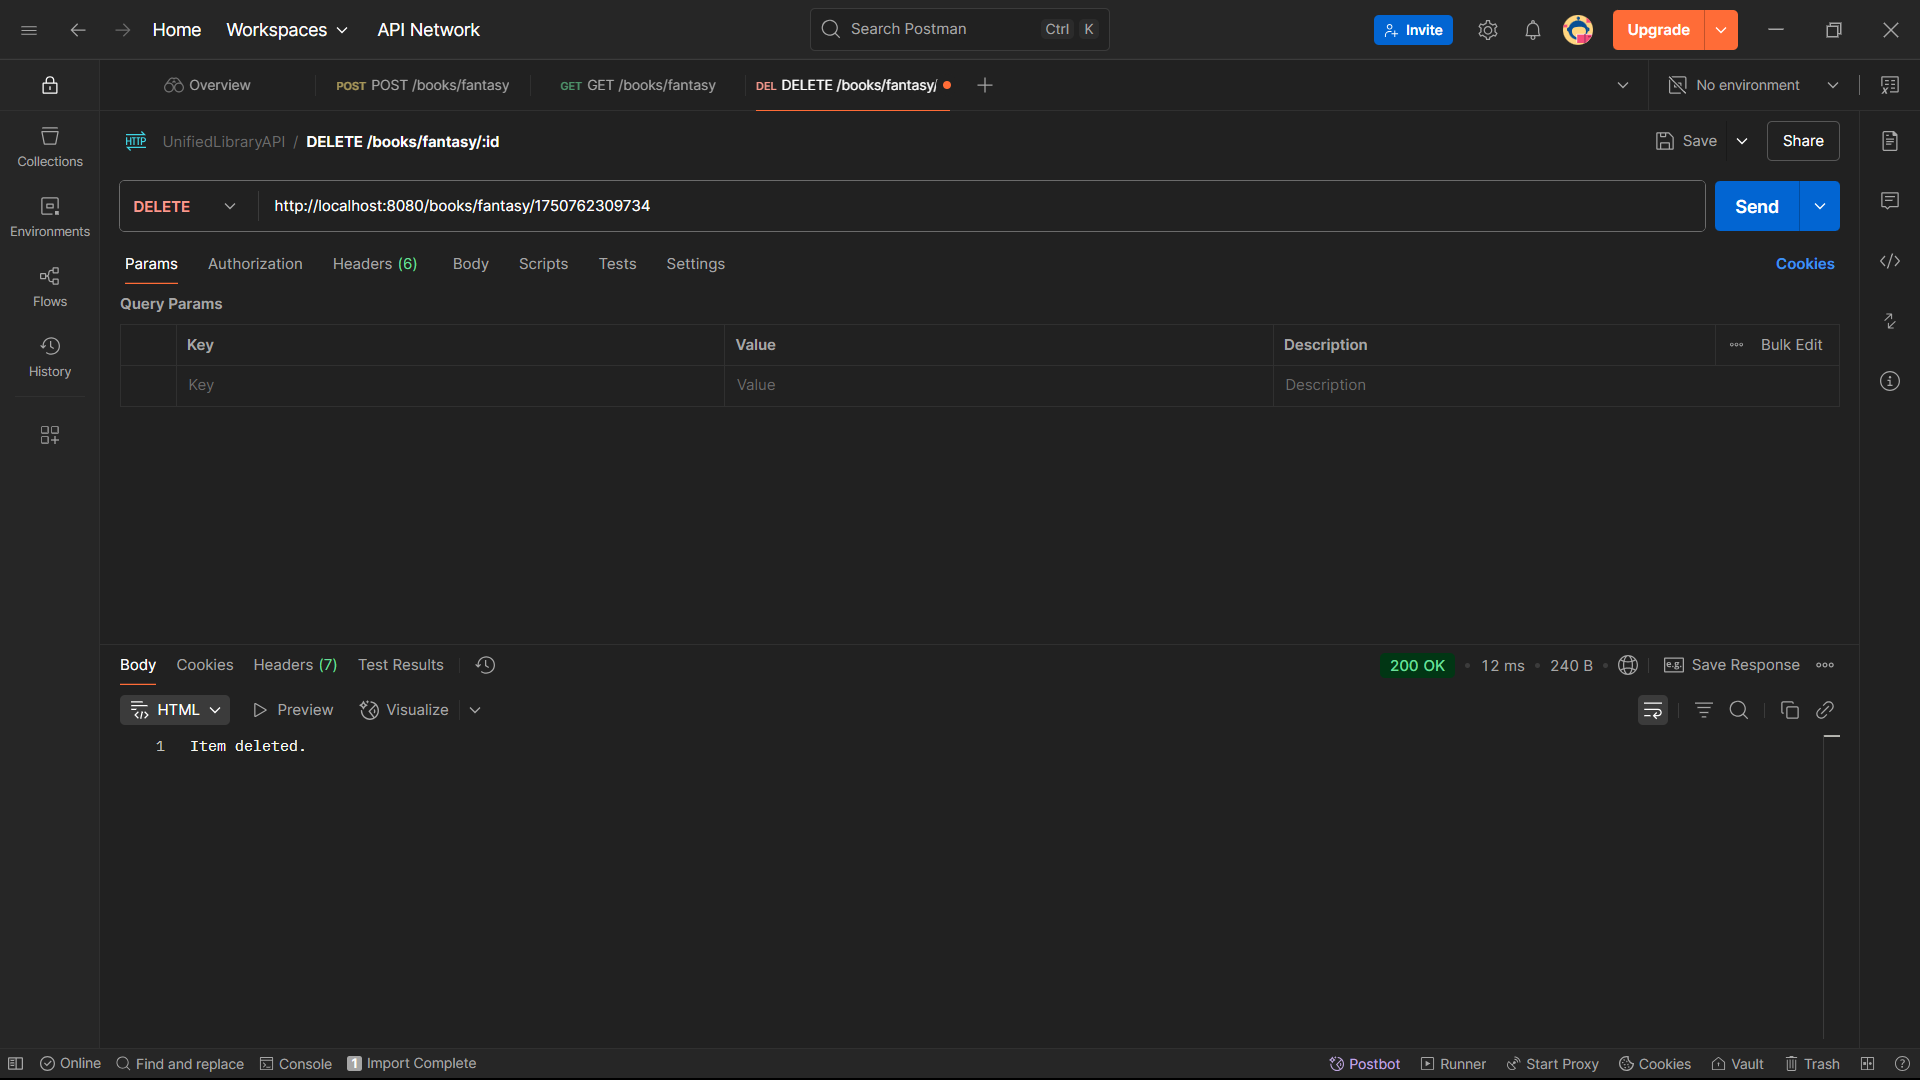 Home Workspaces API Network Search Postman Ctrl K Invite Upgrade
Overview POST POST /books/fantasy GET GET /books/fantasy DEL DELETE /books/fantasy/ No environment
HTTP UnifiedLibraryAPI / DELETE /books/fantasy/:id Save Share
Collections
DELETE http://localhost:8080/books/fantasy/1750762309734 Send
Environments
Params Authorization Headers (6) Body Scripts Tests Settings Cookies
Flows
Query Params
Key Value Description Bulk Edit
History
Key Value Description
Body Cookies Headers (7) Test Results 200 OK • 12 ms • 240 B • e.g. Save Response
HTML Preview Visualize
1 Item deleted.
Online Find and replace Console 1 Import Complete Postbot Runner Start Proxy Cookies Vault Trash